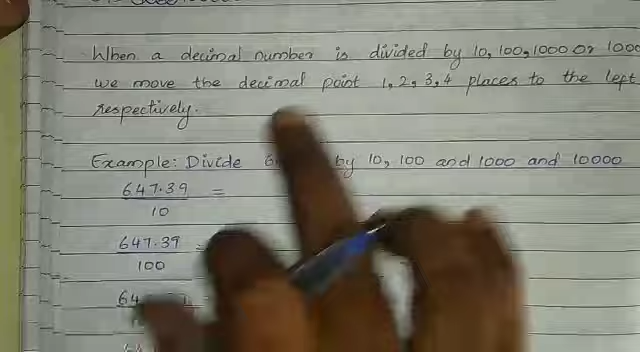 When a decimal number is divided by 10, 100, 1000 or 1000
we move the decimal point 1, 2, 3, 4 places to the left
respectively.
Example: Divide by 10, 100 and 1000 and 10000
647.39 =
10
647.39 =
100